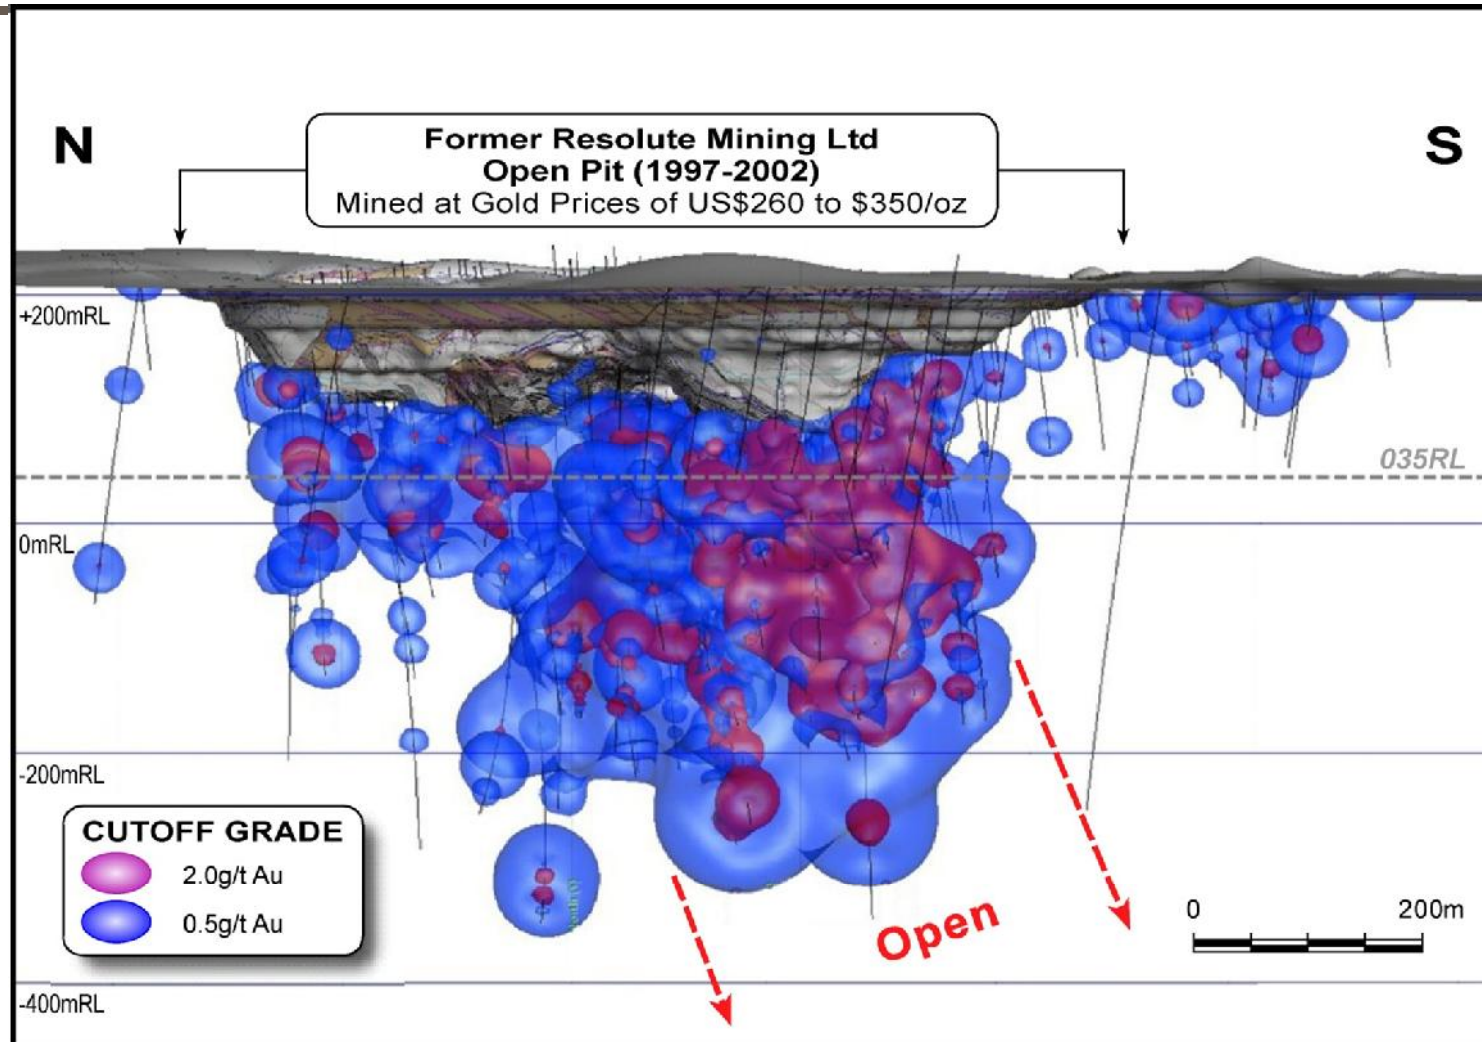 Former Resolute Mining Ltd
Open Pit (1997-2002)
Mined at Gold Prices of US$260 to $350/oz
N
S
+200mRL
035RL
0mRL
-200mRL
CUTOFF GRADE
2.0g/t Au
0.5g/t Au
Open
0 200m
-400mRL